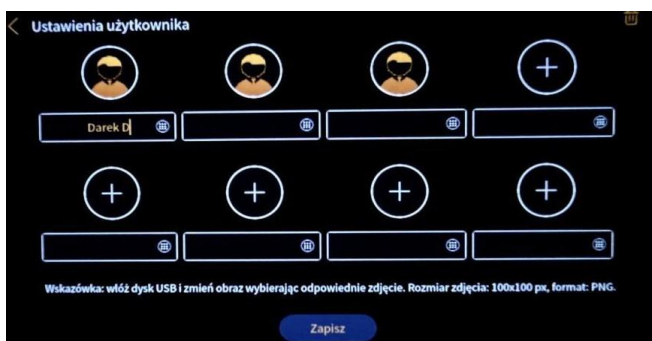 Ustawienia użytkownika
Darek D
Wskazówka: włóż dysk USB i zmień obraz wybierając odpowiednie zdjęcie. Rozmiar zdjęcia: 100x100 px, format: PNG.
Zapisz